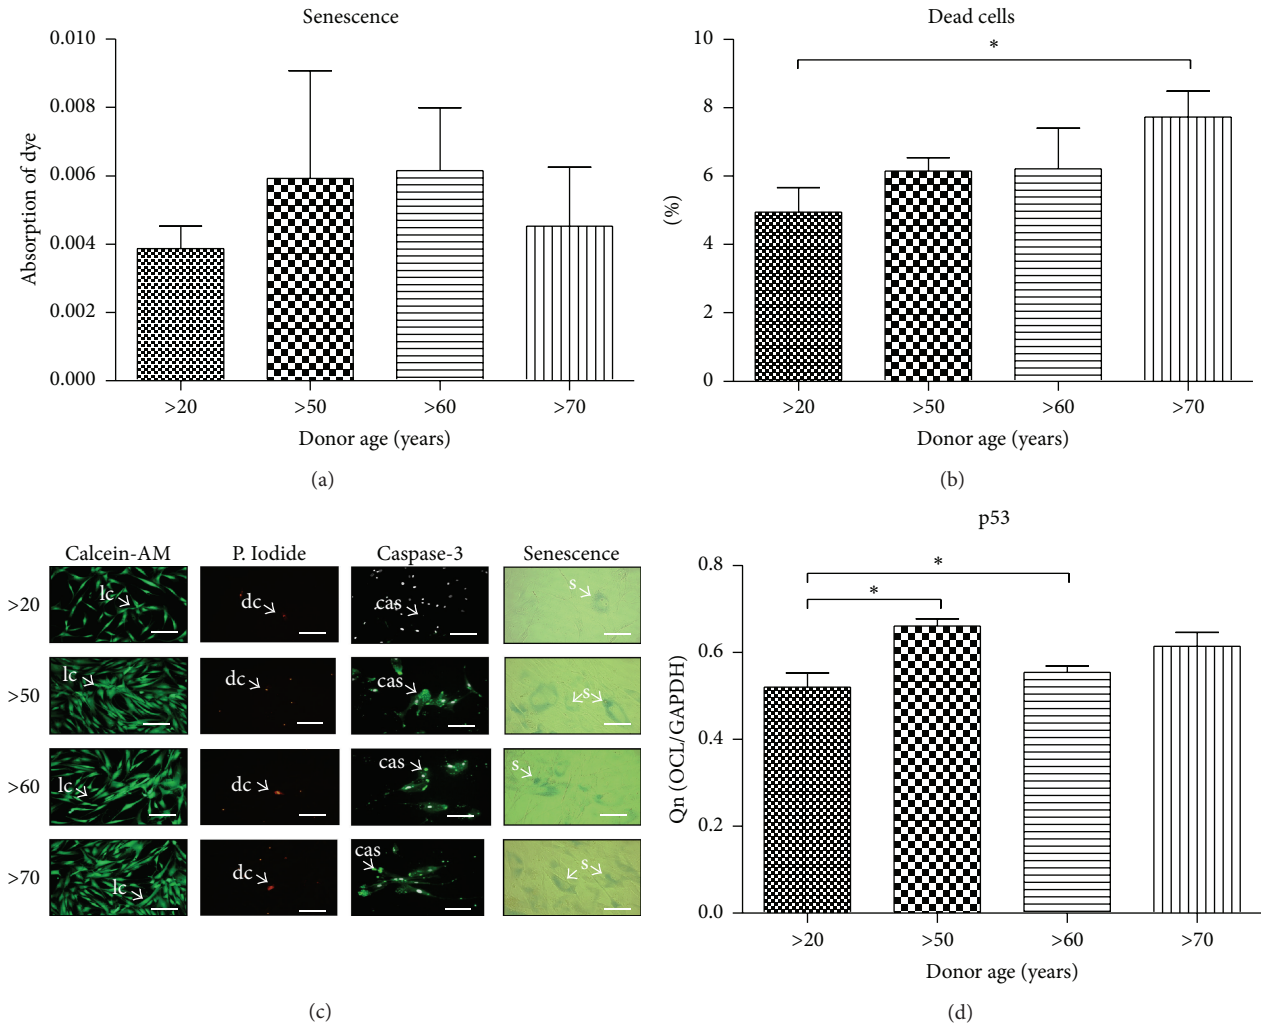 Senescence
0.010
0.008
0.006
0.004
0.002
0.000
Absorption of dye
>20 >50 >60 >70
Donor age (years)
(a)
Dead cells
*
10
8
6
4
2
0
(%)
>20 >50 >60 >70
Donor age (years)
(b)
Calcein-AM P. Iodide Caspase-3 Senescence
>20 lc dc cas s
>50 lc dc cas s
>60 lc dc cas s
>70 lc dc cas s
(c)
p53
*
*
0.8
0.6
0.4
0.2
0.0
Qn (OCL/GAPDH)
>20 >50 >60 >70
Donor age (years)
(d)